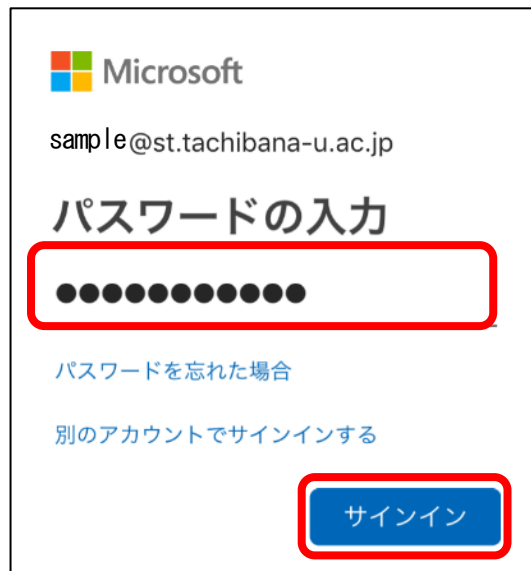 Microsoft
sample@st.tachibana-u.ac.jp
パスワードの入力
●●●●●●●●●●●
パスワードを忘れた場合
別のアカウントでサインインする
サインイン